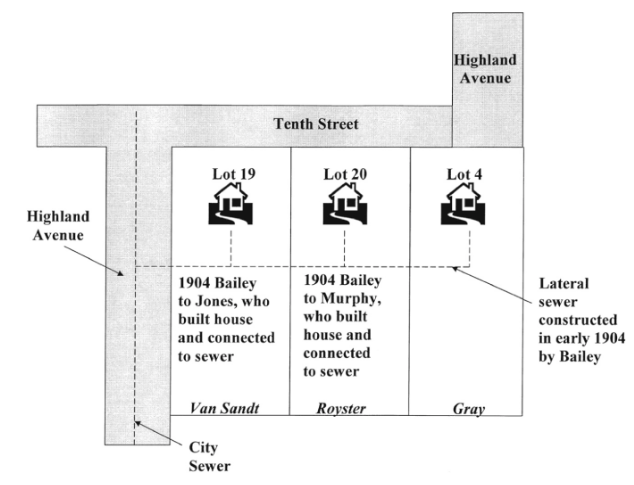 Highland
Avenue
Tenth Street
Lot 19
Lot 20
Lot 4
Highland
Avenue
1904 Bailey
to Jones, who
built house
and connected
to sewer
1904 Bailey
to Murphy,
who built
house and
connected
to sewer
Lateral
sewer
constructed
in early 1904
by Bailey
Van Sandt
Royster
Gray
City
Sewer